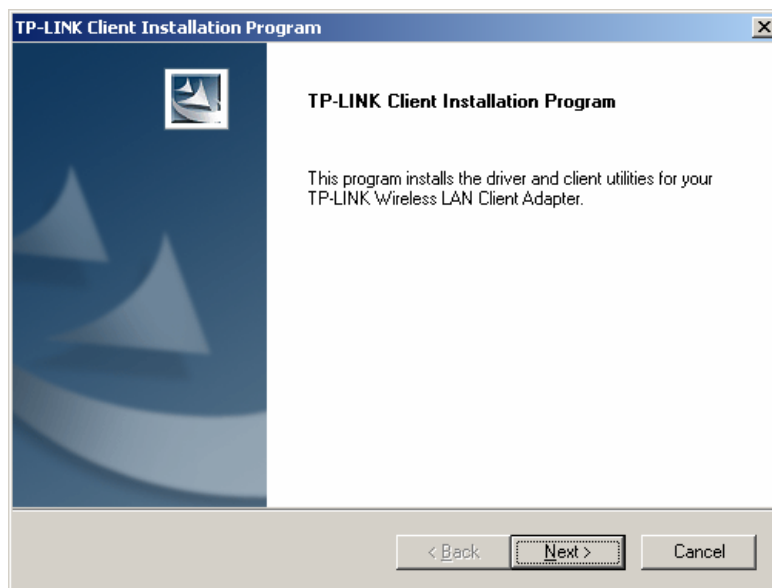 TP-LINK Client Installation Program
TP-LINK Client Installation Program
This program installs the driver and client utilities for your
TP-LINK Wireless LAN Client Adapter.
< Back
Next >
Cancel